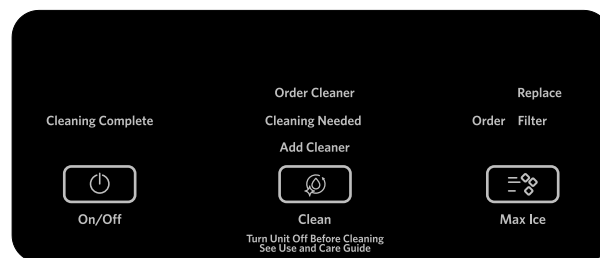 Order Cleaner
Replace
Cleaning Complete
Cleaning Needed
Order Filter
Add Cleaner
On/Off
Clean
Max Ice
Turn Unit Off Before Cleaning
See Use and Care Guide